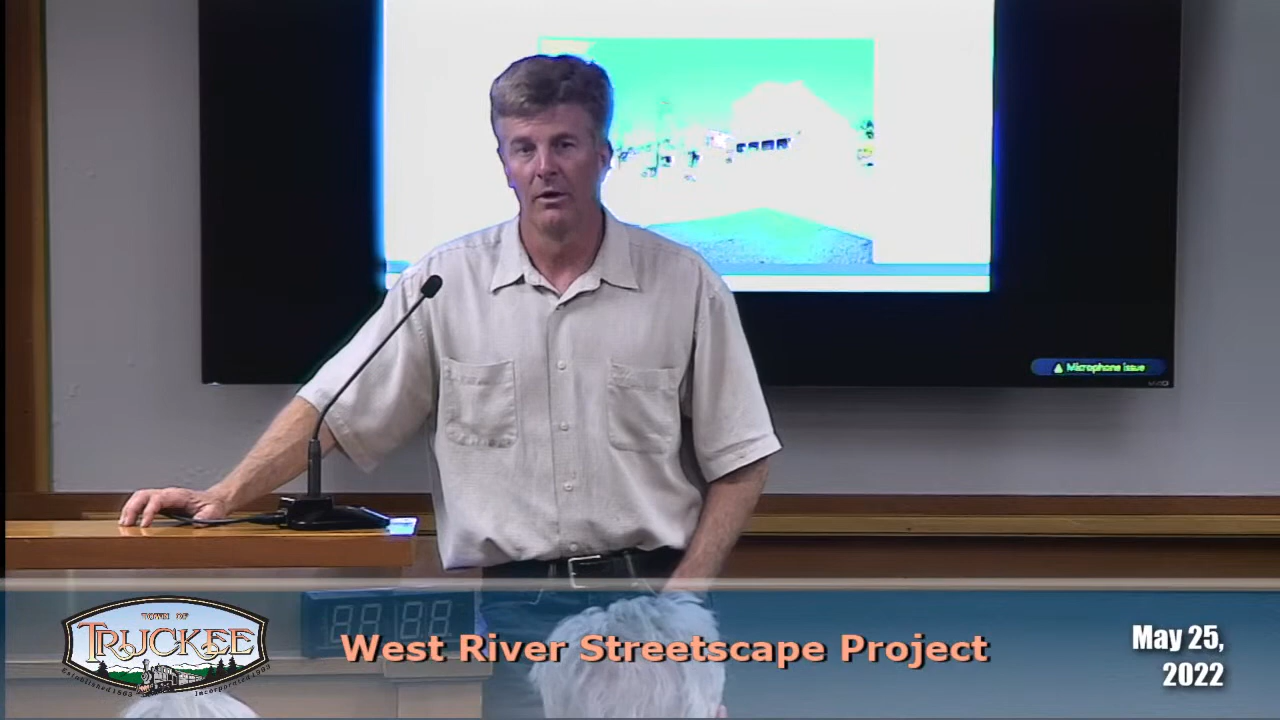 Microphone issue
TOWN OF
TRUCKEE
Established 1863
Incorporated 1993
West River Streetscape Project
May 25,
2022